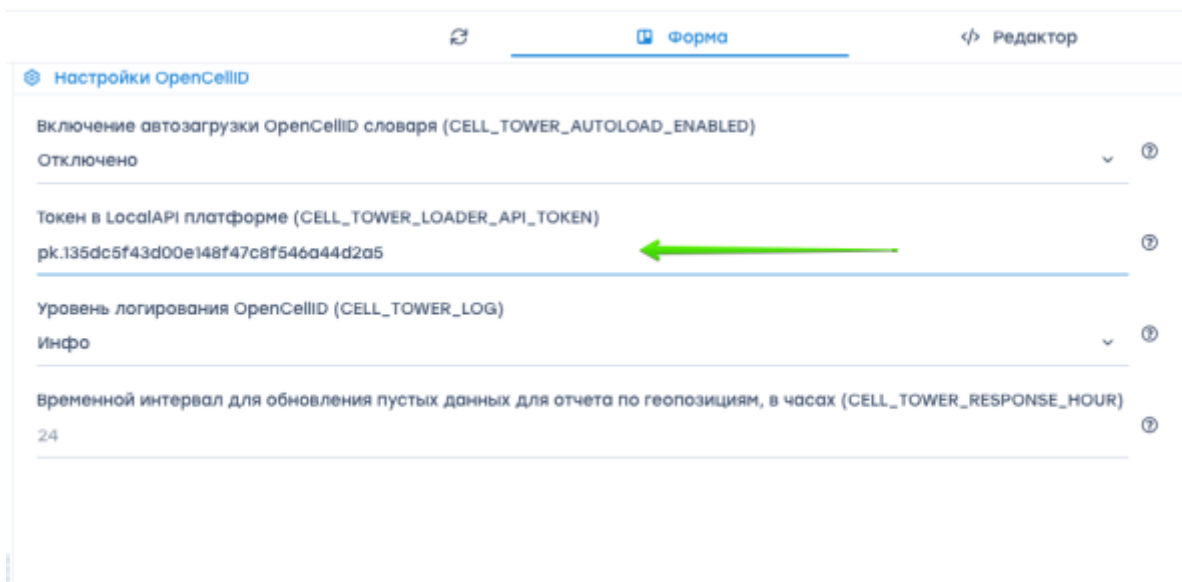 Форма
</> Редактор
Настройки OpenCellID
Включение автозагрузки OpenCellID словаря (CELL_TOWER_AUTOLOAD_ENABLED)
Отключено
Токен в LocalAPI платформе (CELL_TOWER_LOADER_API_TOKEN)
pk.135dc5f43d00e148f47c8f546a44d2a5
Уровень логирования OpenCellID (CELL_TOWER_LOG)
Инфо
Временной интервал для обновления пустых данных для отчета по геопозициям, в часах (CELL_TOWER_RESPONSE_HOUR)
24